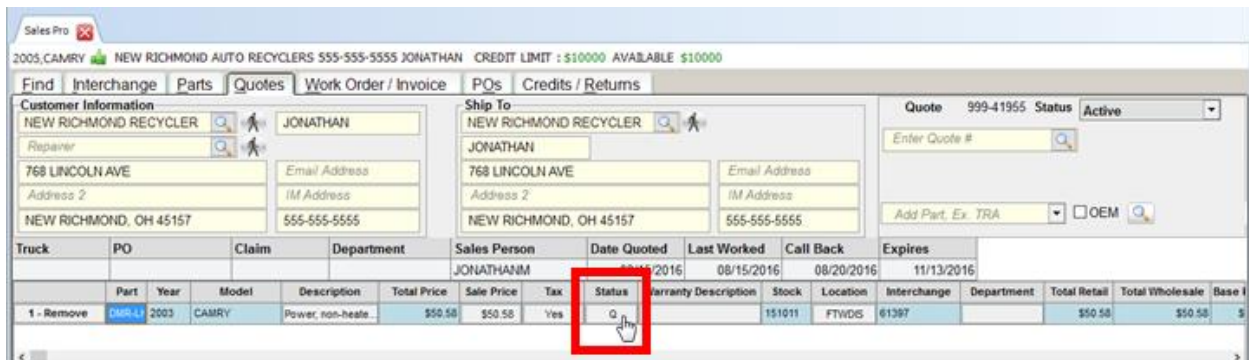 Sales Pro
2005,CAMRY NEW RICHMOND AUTO RECYCLERS 555-555-5555 JONATHAN CREDIT LIMIT : $10000 AVAILABLE $10000
Find Interchange Parts Quotes Work Order / Invoice POs Credits / Returns
Customer Information Ship To Quote 999-41955 Status Active
NEW RICHMOND RECYCLER JONATHAN NEW RICHMOND RECYCLER
Repairer JONATHAN Enter Quote #
768 LINCOLN AVE Email Address 768 LINCOLN AVE Email Address
Address 2 IM Address Address 2 IM Address
NEW RICHMOND, OH 45157 555-555-5555 NEW RICHMOND, OH 45157 555-555-5555 Add Part, Ex. TRA OEM
Truck PO Claim Department Sales Person Date Quoted Last Worked Call Back Expires
JONATHANM /2016 08/15/2016 08/20/2016 11/13/2016
Part Year Model Description Total Price Sale Price Tax Status Warranty Description Stock Location Interchange Department Total Retail Total Wholesale Base
1 - Remove 2003 CAMRY Power, non-heate... $50.58 $50.58 Yes Q 151011 FTWDIS 61397 $50.58 $50.58 $